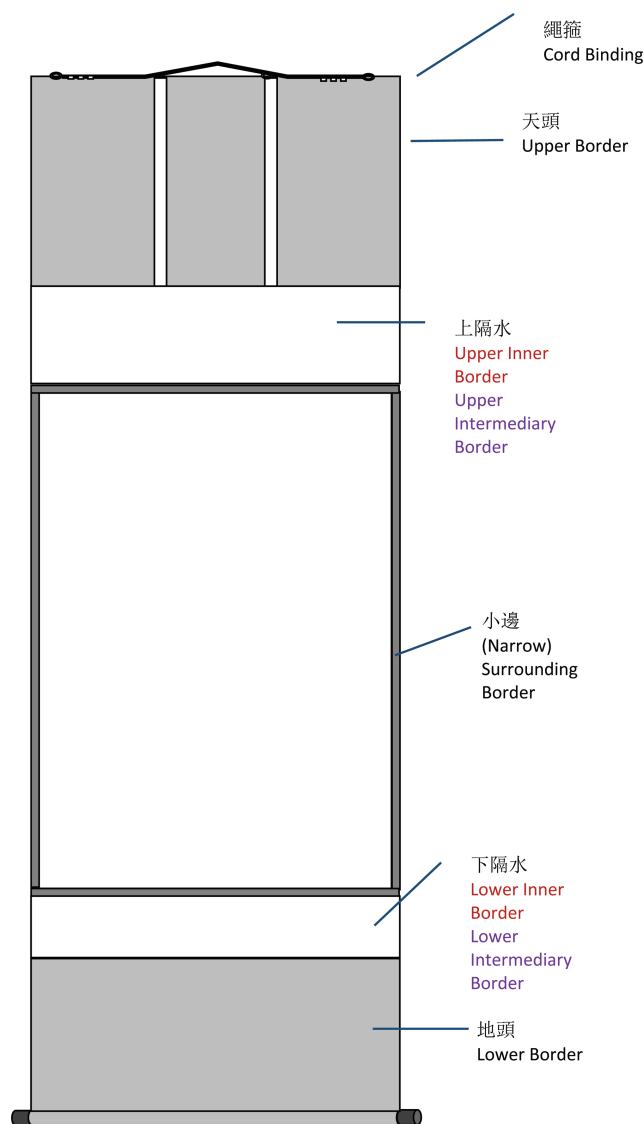 繩箍
Cord Binding
天頭
Upper Border
上隔水
Upper Inner
Border
Upper
Intermediary
Border
小邊
(Narrow)
Surrounding
Border
下隔水
Lower Inner
Border
Lower
Intermediary
Border
地頭
Lower Border